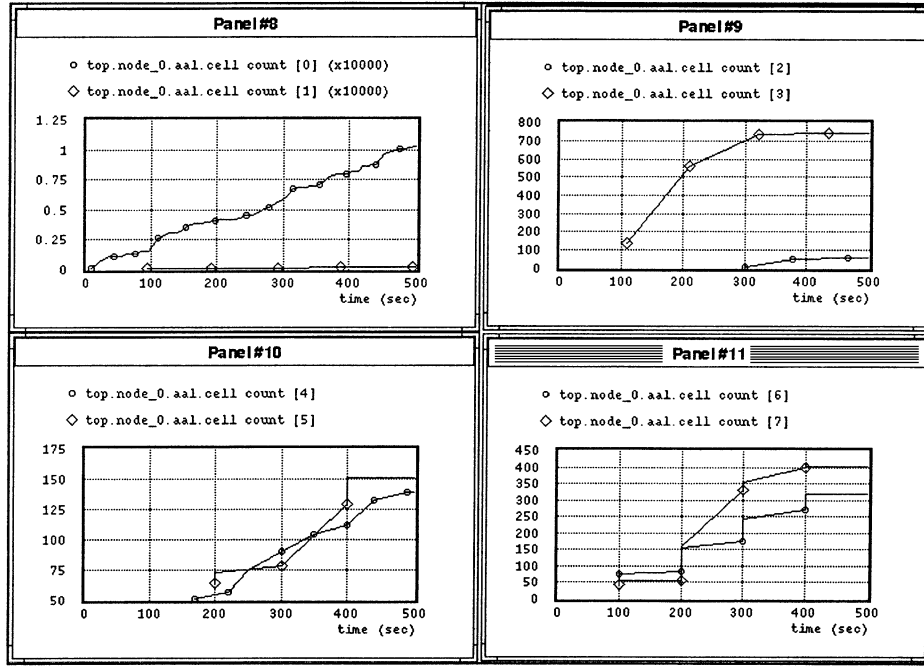 Panel #8
top.node_0.aal.cell count [0] (x10000)
top.node_0.aal.cell count [1] (x10000)
1.25
1
0.75
0.5
0.25
0
0 100 200 300 400 500
time (sec)
Panel #9
top.node_0.aal.cell count [2]
top.node_0.aal.cell count [3]
800
700
600
500
400
300
200
100
0
0 100 200 300 400 500
time (sec)
Panel #10
top.node_0.aal.cell count [4]
top.node_0.aal.cell count [5]
175
150
125
100
75
50
0 100 200 300 400 500
time (sec)
Panel #11
top.node_0.aal.cell count [6]
top.node_0.aal.cell count [7]
450
400
350
300
250
200
150
100
50
0
0 100 200 300 400 500
time (sec)